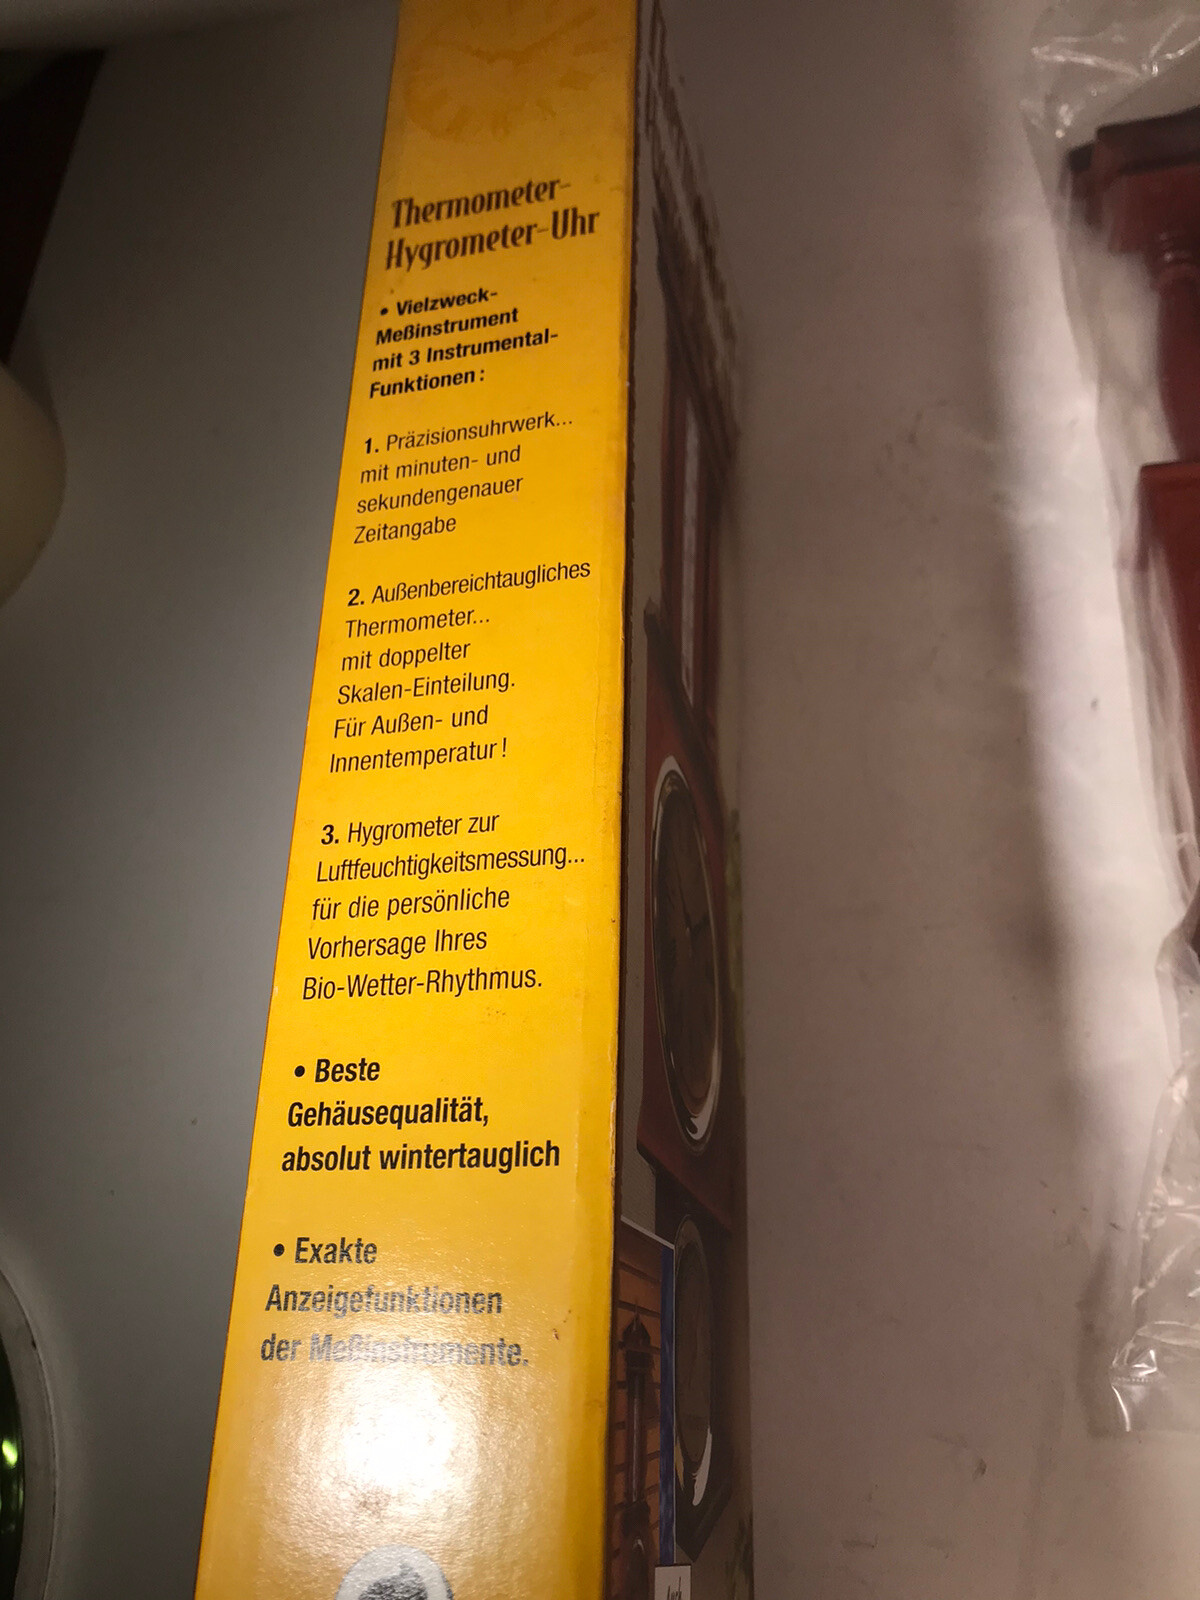 Thermometer-
Hygrometer-Uhr
• Vielzweck-
Meßinstrument
mit 3 Instrumental-
Funktionen :
1. Präzisionsuhrwerk...
mit minuten- und
sekundengenauer
Zeitangabe
2. Außenbereichtaugliches
Thermometer...
mit doppelter
Skalen-Einteilung.
Für Außen- und
Innentemperatur !
3. Hygrometer zur
Luftfeuchtigkeitsmessung...
für die persönliche
Vorhersage Ihres
Bio-Wetter-Rhythmus.
• Beste
Gehäusequalität,
absolut wintertauglich
• Exakte
Anzeigefunktionen
der Meßinstrumente.